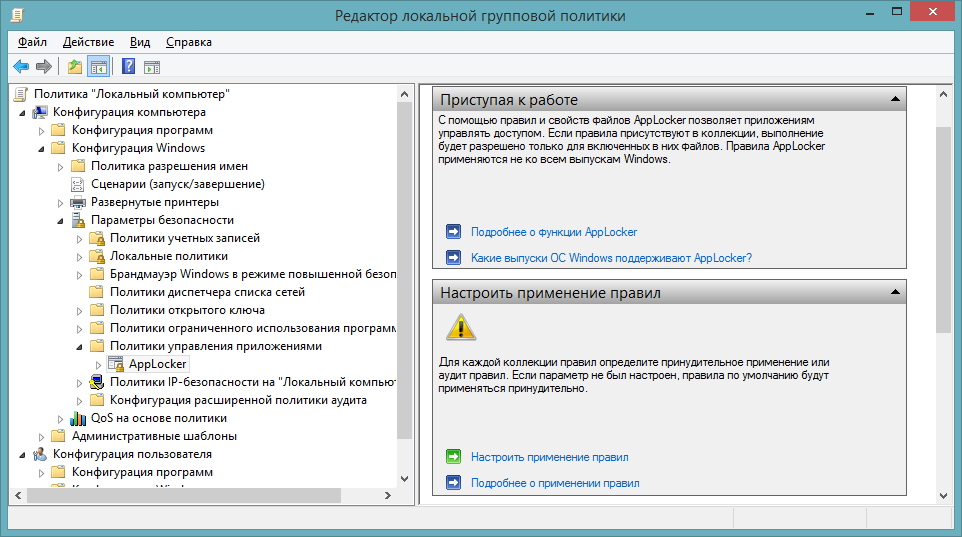 Редактор локальной групповой политики
Файл Действие Вид Справка
Политика "Локальный компьютер"
Конфигурация компьютера
Конфигурация программ
Конфигурация Windows
Политика разрешения имен
Сценарии (запуск/завершение)
Развернутые принтеры
Параметры безопасности
Политики учетных записей
Локальные политики
Брандмауэр Windows в режиме повышенной безоп
Политики диспетчера списка сетей
Политики открытого ключа
Политики ограниченного использования программ
Политики управления приложениями
AppLocker
Политики IP-безопасности на "Локальный компьют
Конфигурация расширенной политики аудита
QoS на основе политики
Административные шаблоны
Конфигурация пользователя
Конфигурация программ
Приступая к работе
С помощью правил и свойств файлов AppLocker позволяет приложениям
управлять доступом. Если правила присутствуют в коллекции, выполнение
будет разрешено только для включенных в них файлов. Правила AppLocker
применяются не ко всем выпускам Windows.
Подробнее о функции AppLocker
Какие выпуски ОС Windows поддерживают AppLocker?
Настроить применение правил
Для каждой коллекции правил определите принудительное применение или
аудит правил. Если параметр не был настроен, правила по умолчанию будут
применяться принудительно.
Настроить применение правил
Подробнее о применении правил